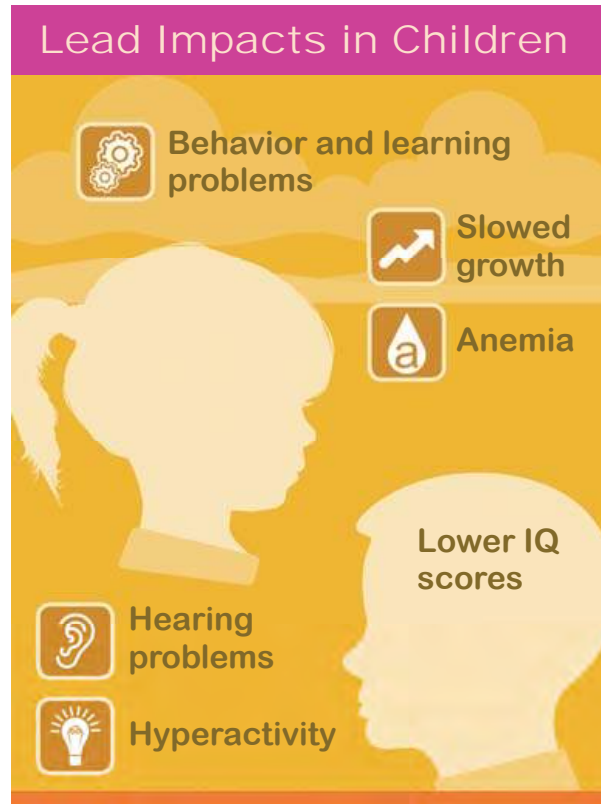 Lead Impacts in Children
Behavior and learning
problems
Slowed
growth
a
Anemia
Lower IQ
scores
Hearing
problems
Hyperactivity